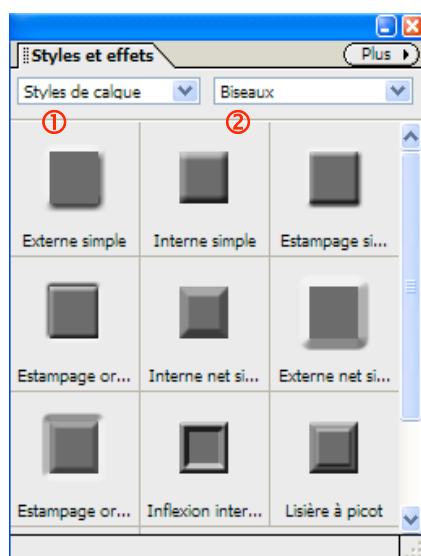 Styles et effets
Plus
Styles de calque
Biseaux
① ②
Externe simple
Interne simple
Estampage si...
Estampage or...
Interne net si...
Externe net si...
Estampage or...
Inflexion inter...
Lisière à picot